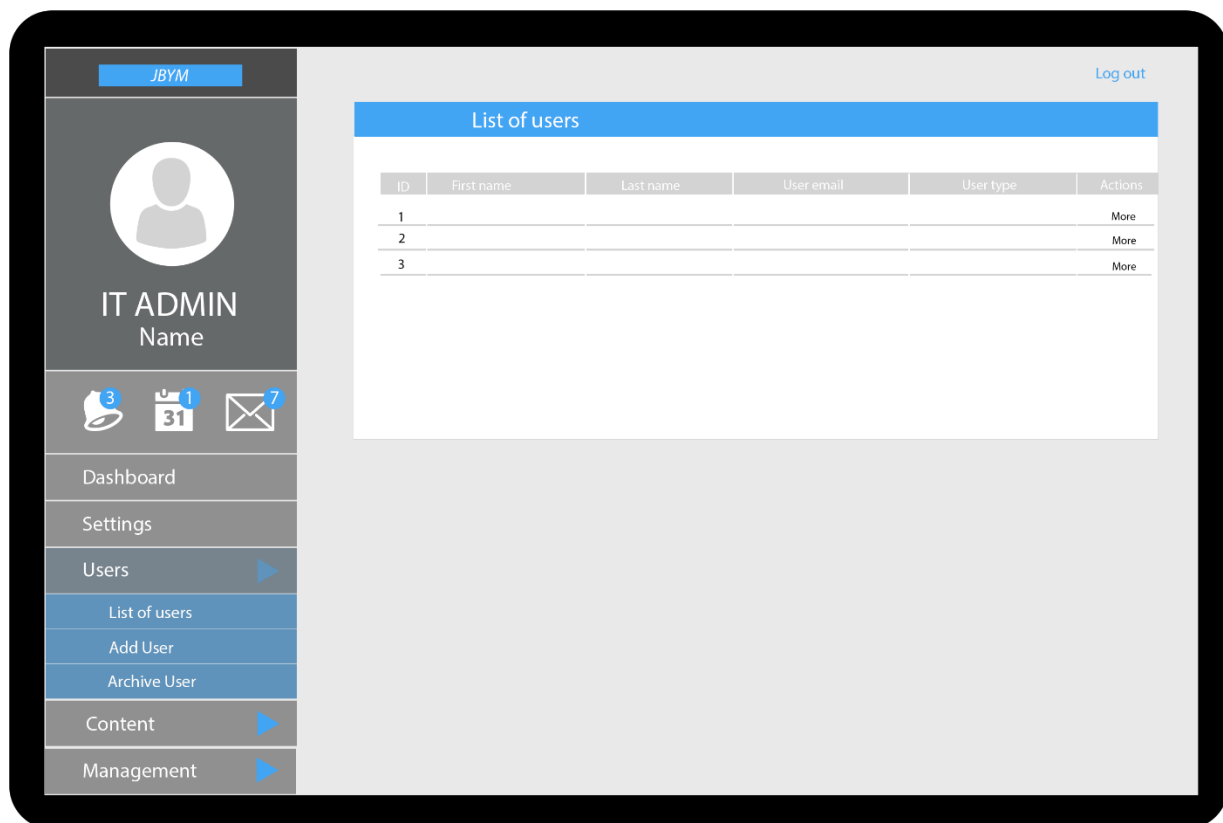 JBYM
Log out
List of users
ID First name Last name User email User type Actions
1 More
2 More
3 More
IT ADMIN
Name
3 1 7
31
Dashboard
Settings
Users
List of users
Add User
Archive User
Content
Management